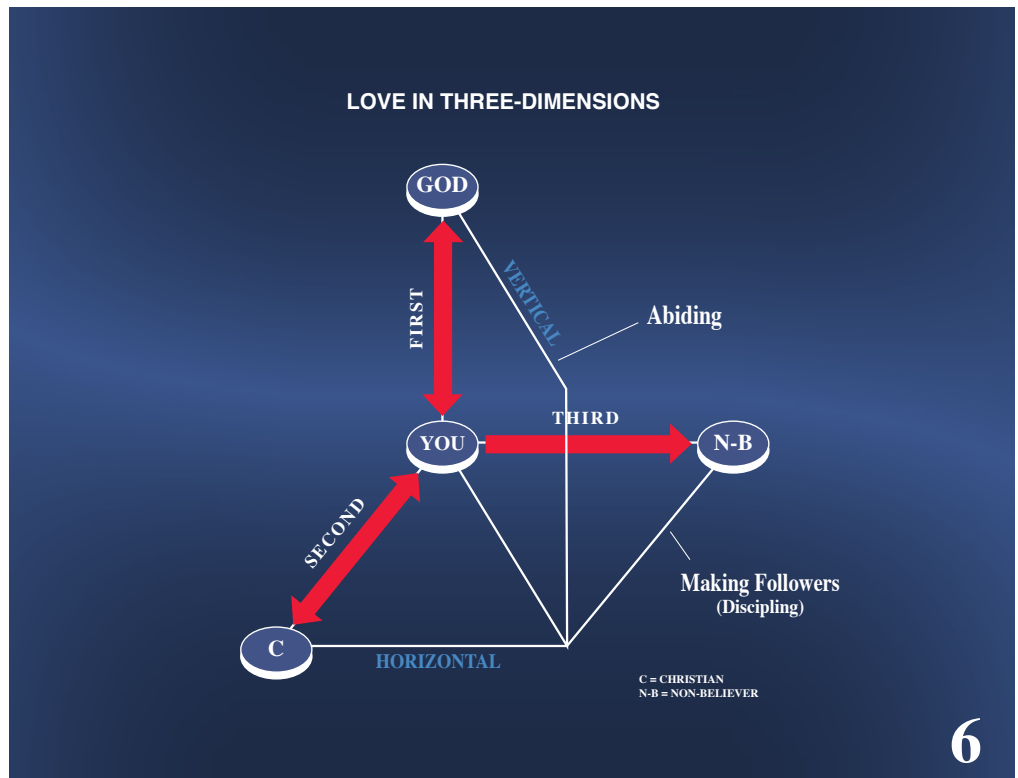 LOVE IN THREE-DIMENSIONS
GOD
VERTICAL
FIRST
Abiding
THIRD
YOU
N-B
SECOND
Making Followers
(Discipling)
C
HORIZONTAL
C = CHRISTIAN
N-B = NON-BELIEVER
6